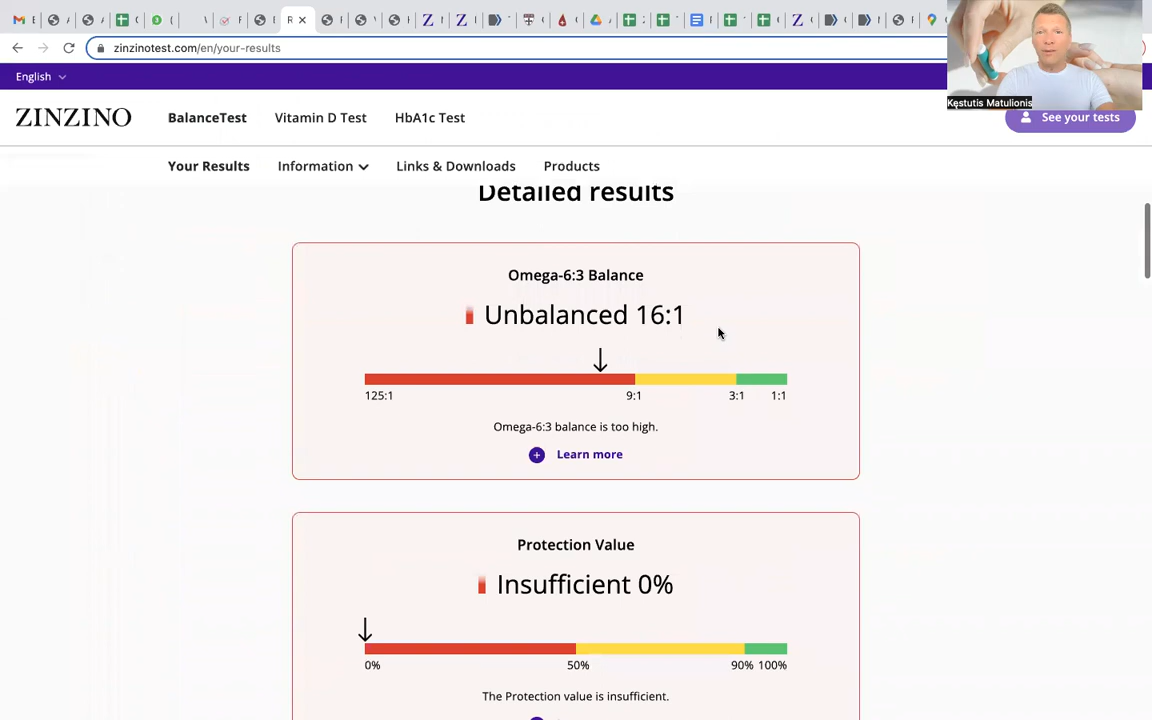 zinzinotest.com/en/your-results
English
Kęstutis Matulionis
ZINZINO
BalanceTest
Vitamin D Test
HbA1c Test
See your tests
Your Results
Information
Links & Downloads
Products
Detailed results
Omega-6:3 Balance
Unbalanced 16:1
125:1
9:1
3:1
1:1
Omega-6:3 balance is too high.
Learn more
Protection Value
Insufficient 0%
0%
50%
90%
100%
The Protection value is insufficient.